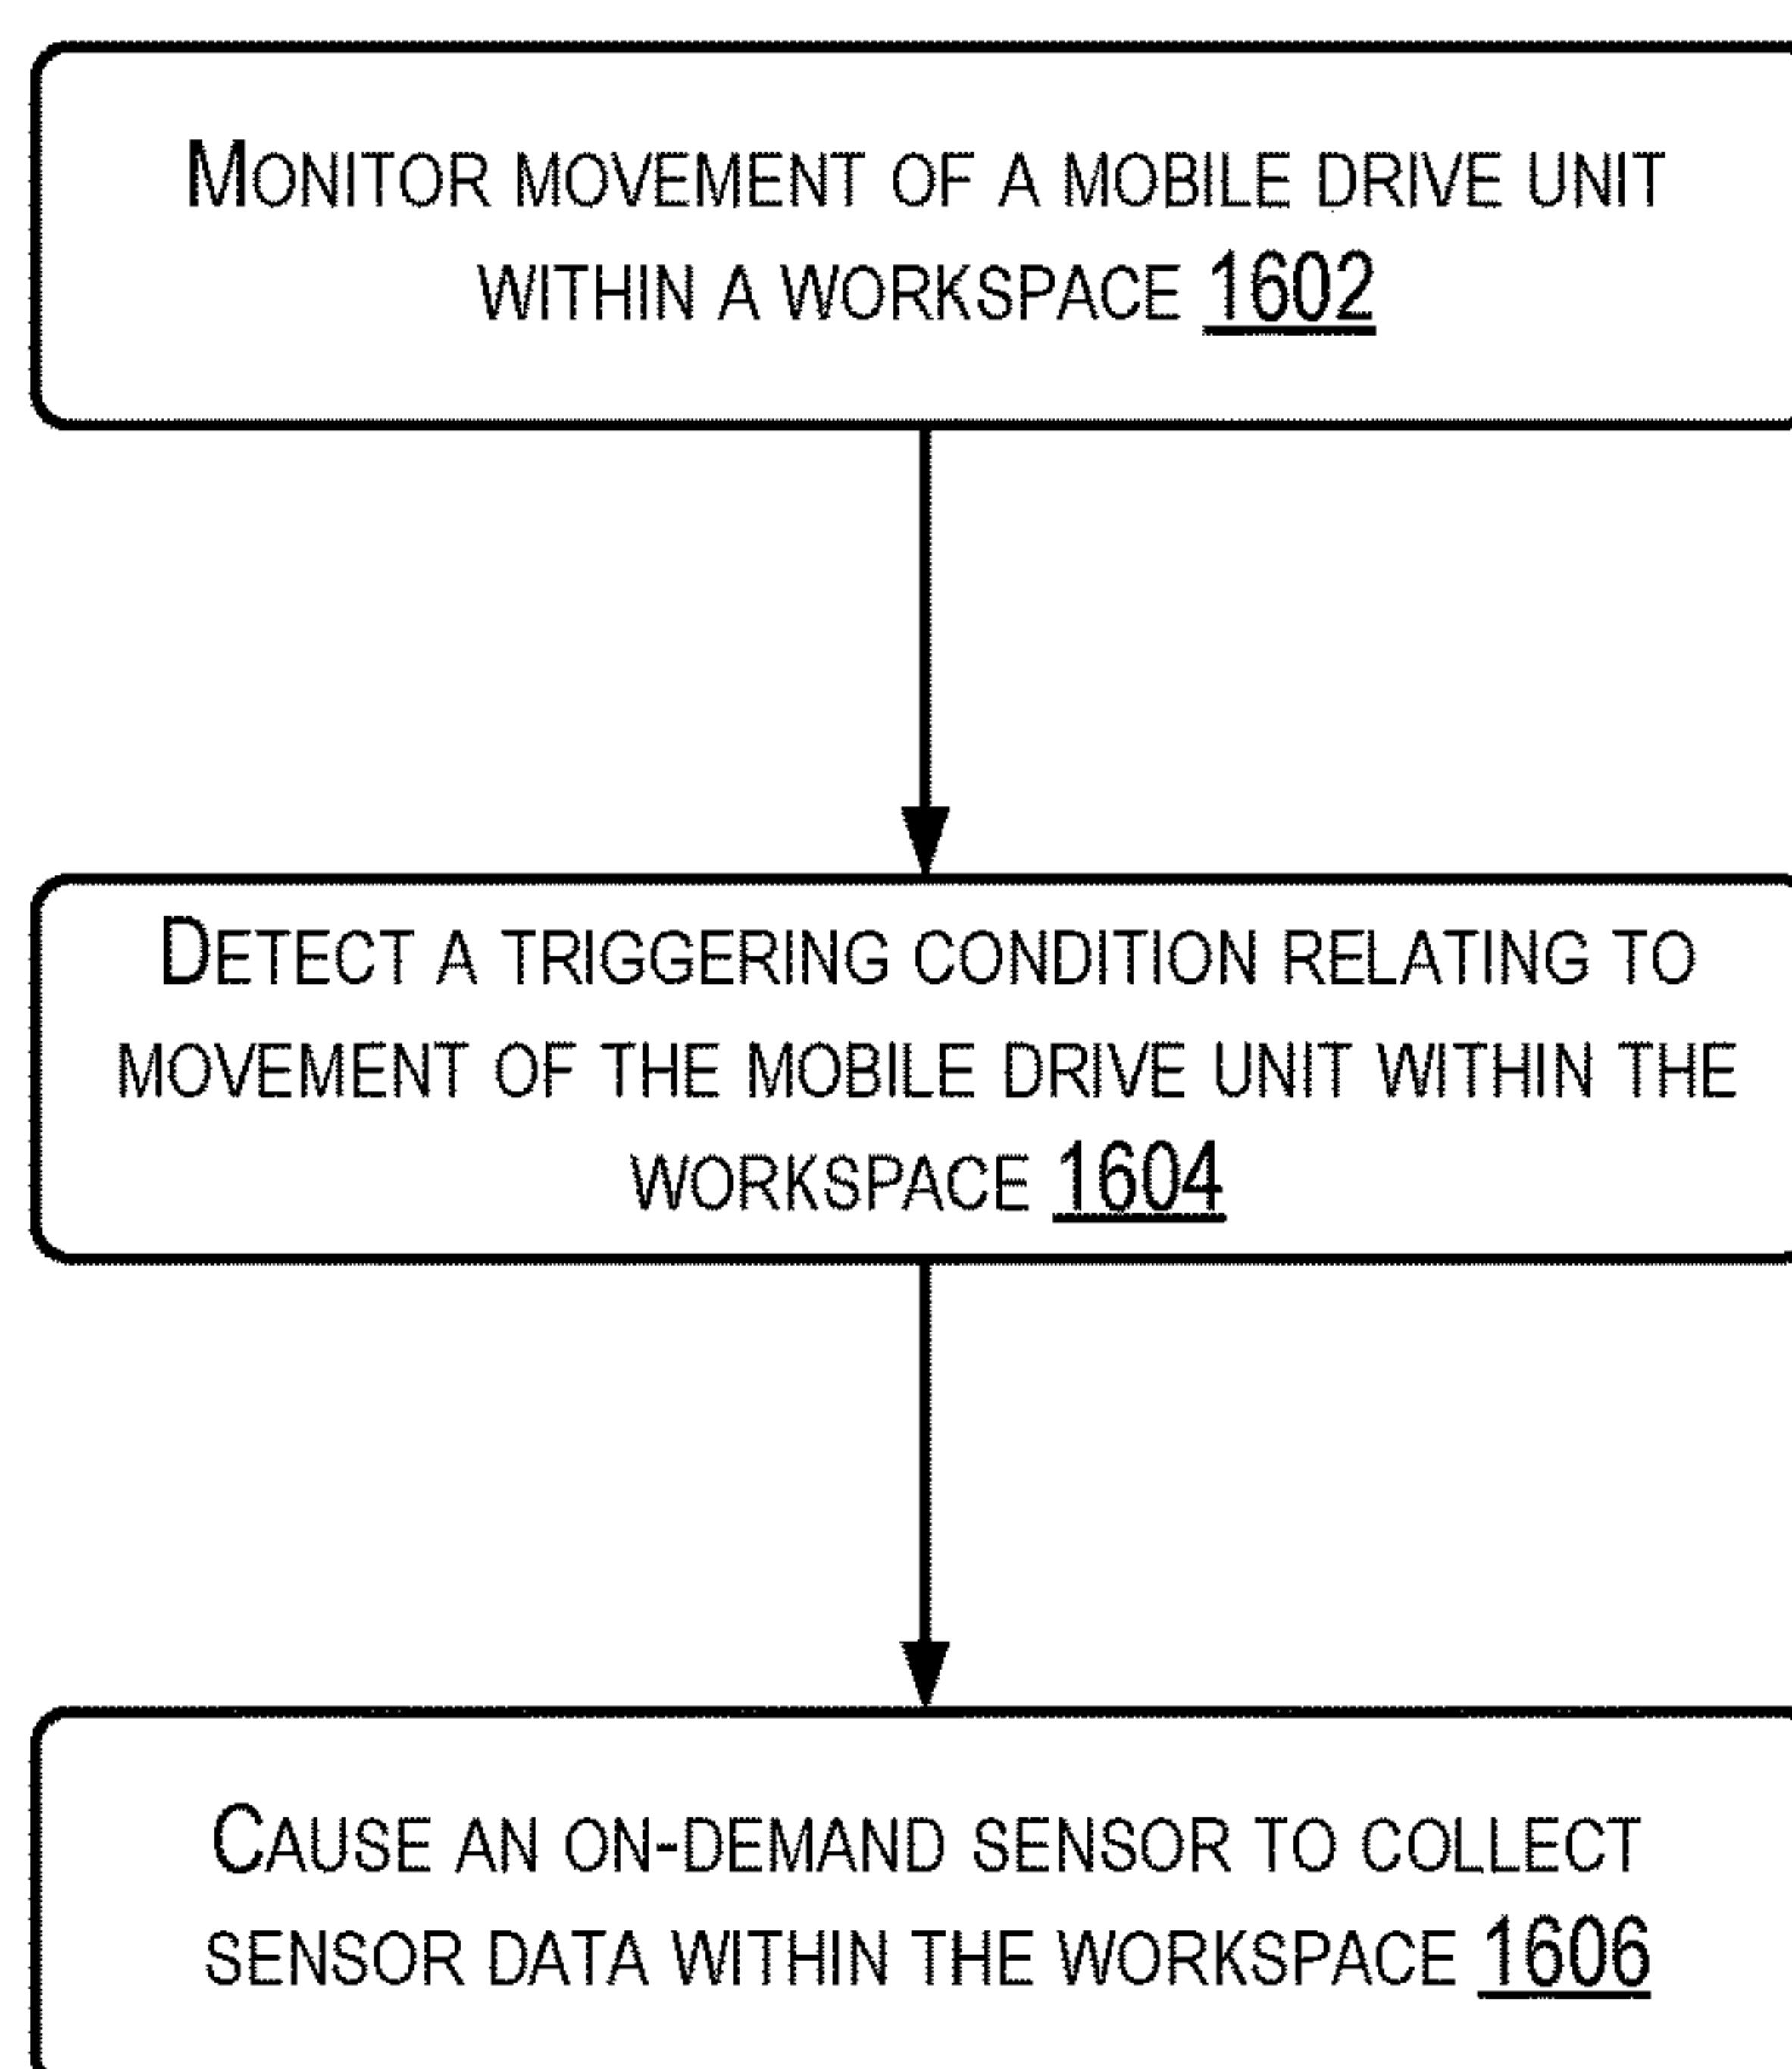 MONITOR MOVEMENT OF A MOBILE DRIVE UNIT
WITHIN A WORKSPACE 1602
DETECT A TRIGGERING CONDITION RELATING TO
MOVEMENT OF THE MOBILE DRIVE UNIT WITHIN THE
WORKSPACE 1604
CAUSE AN ON-DEMAND SENSOR TO COLLECT
SENSOR DATA WITHIN THE WORKSPACE 1606